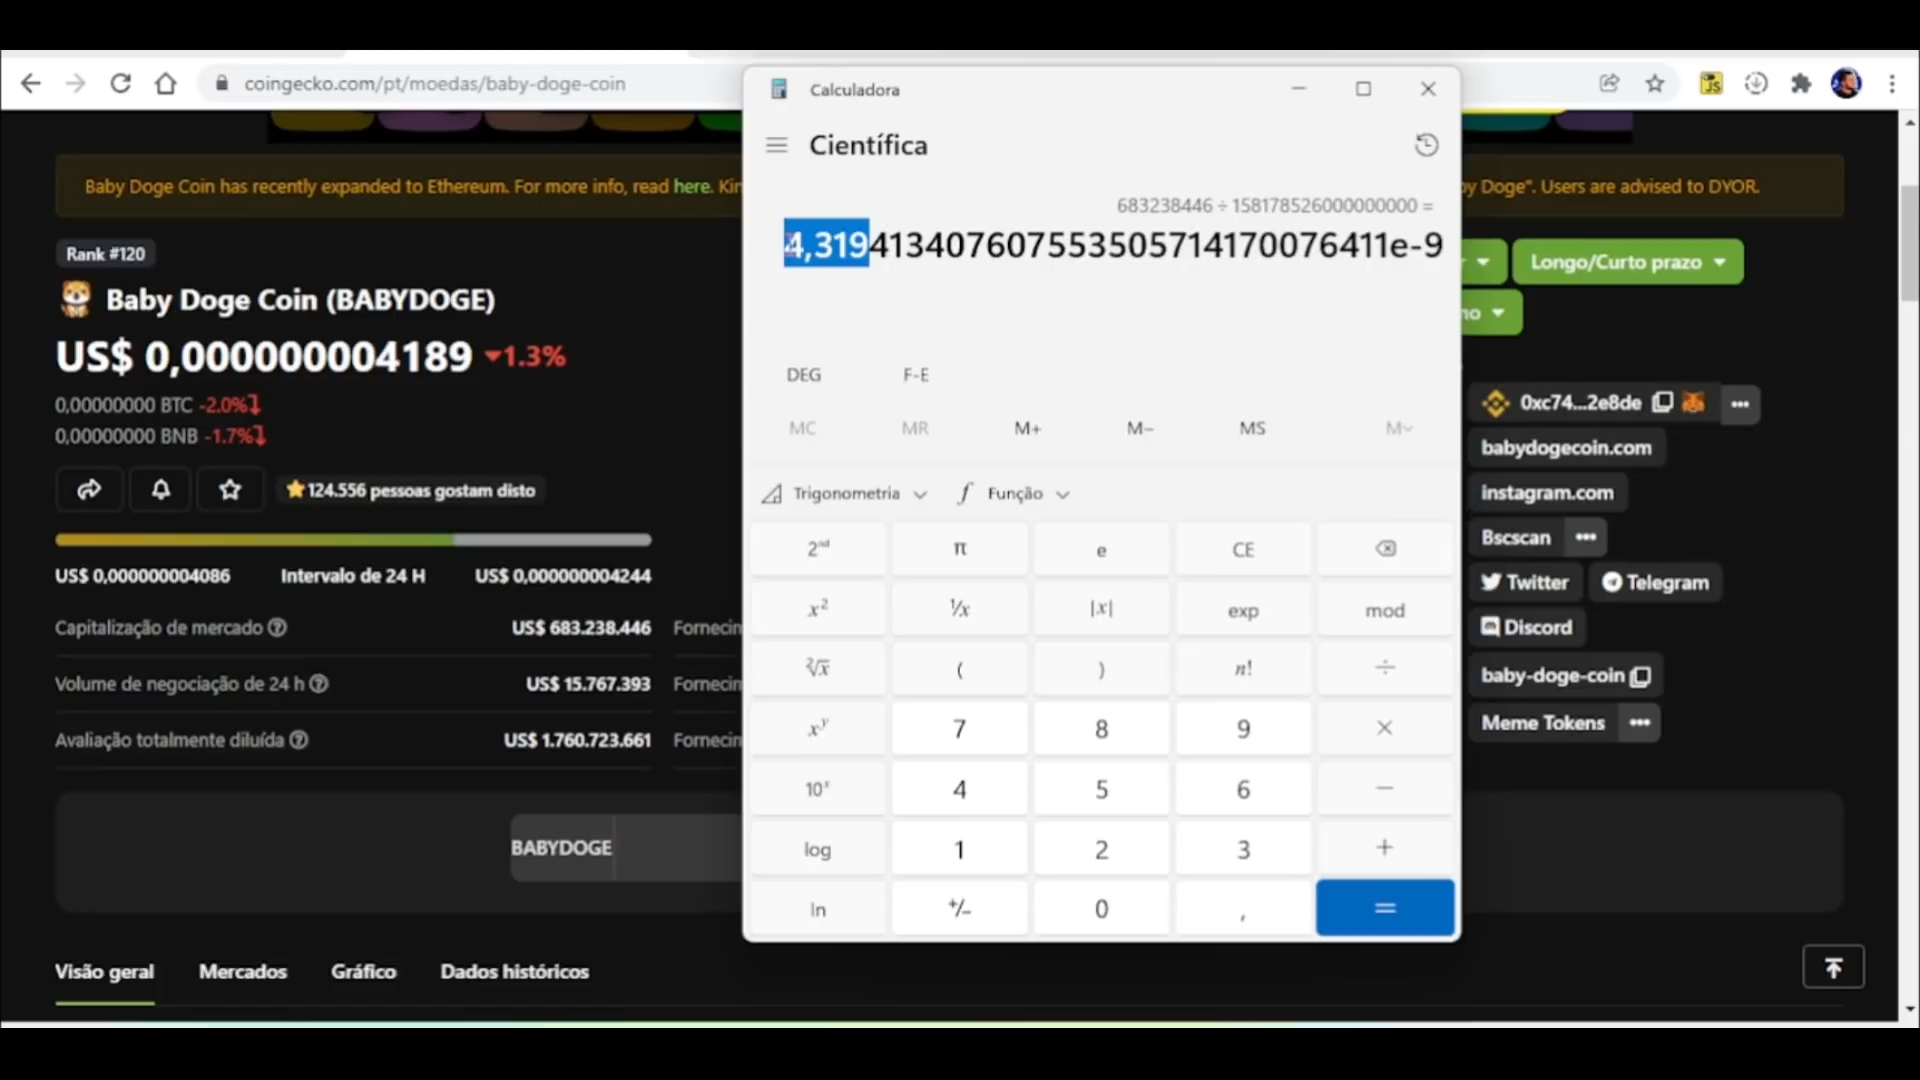 coingecko.com/pt/moedas/baby-doge-coin
JS
Baby Doge Coin has recently expanded to Ethereum. For more info, read here. Kin
y Doge". Users are advised to DYOR.
Rank #120
Baby Doge Coin (BABYDOGE)
US$ 0,000000004189 1.3%
0,00000000 BTC -2.0%
0,00000000 BNB -1.7%
124.556 pessoas gostam disto
US$ 0,000000004086 Intervalo de 24 H US$ 0,000000004244
Capitalização de mercado US$ 683.238.446 Fornecim
Volume de negociação de 24 h US$ 15.767.393 Fornecim
Avaliação totalmente diluída US$ 1.760.723.661 Fornecim
BABYDOGE
Visão geral Mercados Gráfico Dados históricos
Calculadora
Científica
683238446 ÷ 158178526000000000 =
4,319413407607553505714170076411e-9
DEG F-E
MC MR M+ M− MS M
Trigonometria f Função
2nd π e CE
x² ¹/x |x| exp mod
²√x ( ) n! ÷
xʸ 7 8 9 ×
10ˣ 4 5 6 −
log 1 2 3 +
ln +/− 0 , =
Longo/Curto prazo
no
0xc74...2e8de
babydogecoin.com
instagram.com
Bscscan
Twitter Telegram
Discord
baby-doge-coin
Meme Tokens